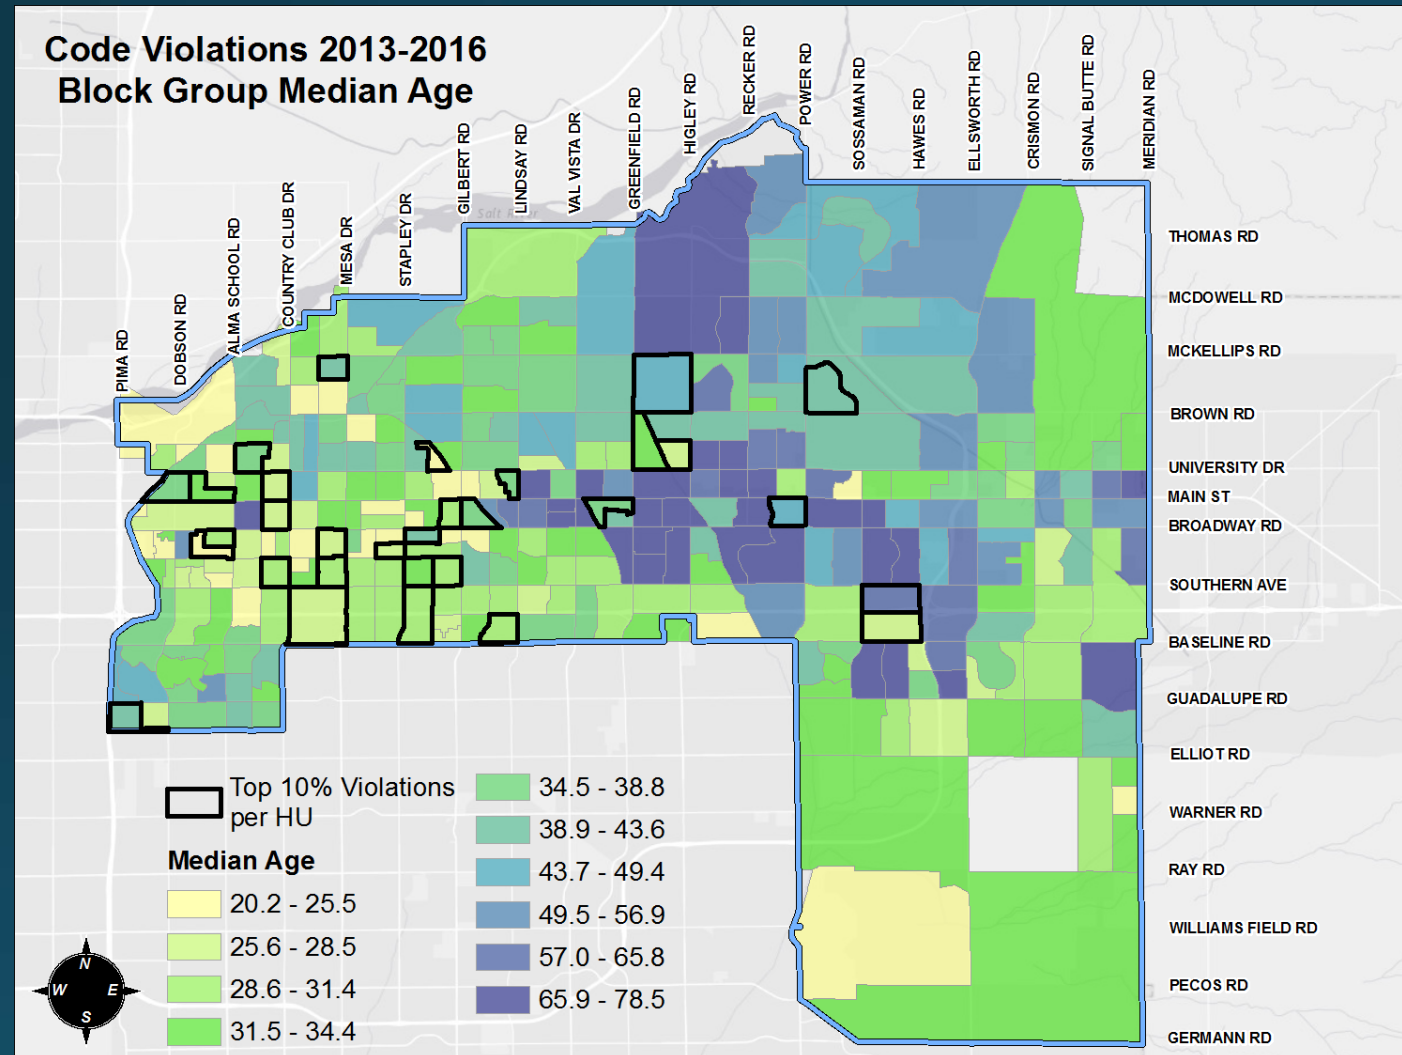 Code Violations 2013-2016
Block Group Median Age
PIMA RD
DOBSON RD
ALMA SCHOOL RD
COUNTRY CLUB DR
MESA DR
STAPLEY DR
GILBERT RD
LINDSAY RD
VAL VISTA DR
GREENFIELD RD
HIGLEY RD
RECKER RD
POWER RD
SOSSAMAN RD
HAWES RD
ELLSWORTH RD
CRISMON RD
SIGNAL BUTTE RD
MERIDIAN RD
Salt River
THOMAS RD
MCDOWELL RD
MCKELLIPS RD
BROWN RD
UNIVERSITY DR
MAIN ST
BROADWAY RD
SOUTHERN AVE
BASELINE RD
GUADALUPE RD
ELLIOT RD
WARNER RD
RAY RD
WILLIAMS FIELD RD
PECOS RD
GERMANN RD
Top 10% Violations
per HU
Median Age
20.2 - 25.5
25.6 - 28.5
28.6 - 31.4
31.5 - 34.4
34.5 - 38.8
38.9 - 43.6
43.7 - 49.4
49.5 - 56.9
57.0 - 65.8
65.9 - 78.5
N
W E
S